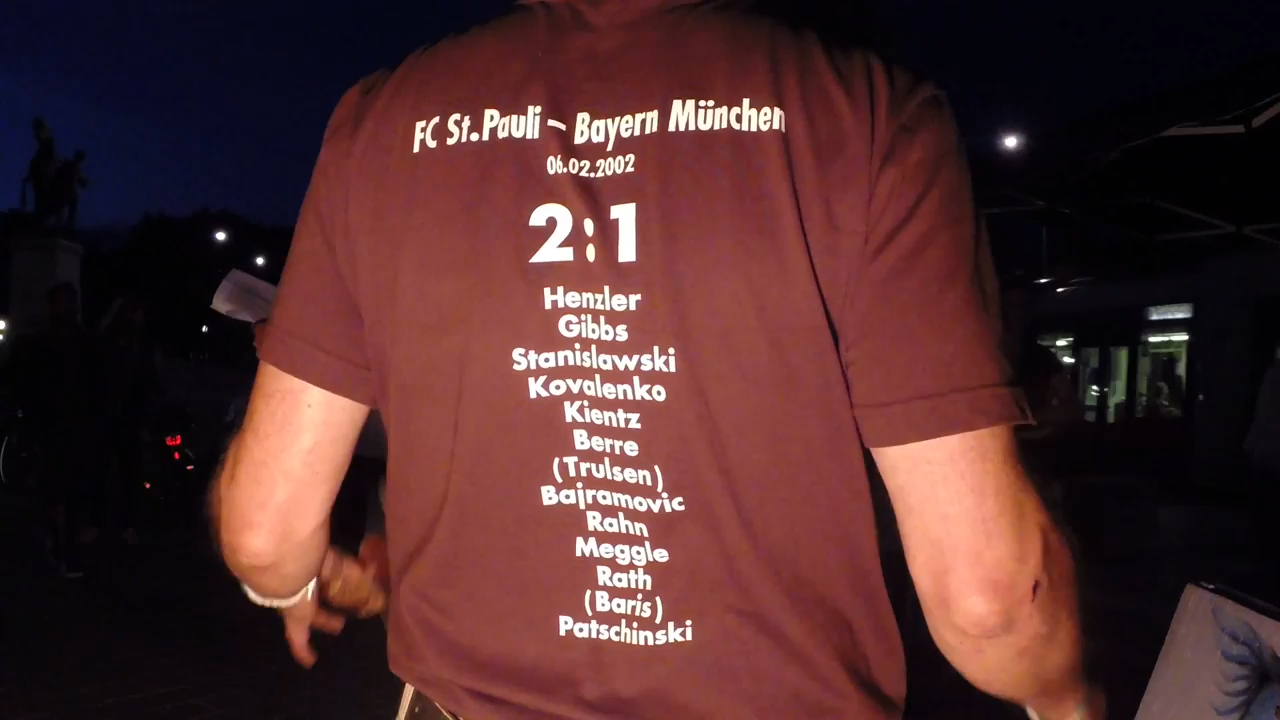 FC St. Pauli – Bayern München
06.02.2002
2:1
Henzler
Gibbs
Stanislawski
Kovalenko
Kientz
Berre
(Trulsen)
Bajramovic
Rahn
Meggle
Rath
(Baris)
Patschinski